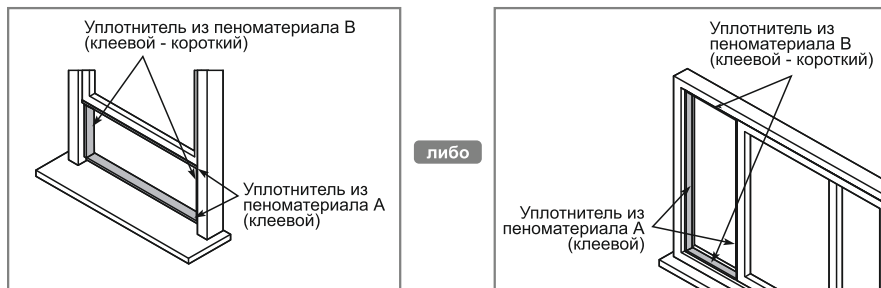 Уплотнитель из пеноматериала B
(клеевой - короткий)
Уплотнитель из
пеноматериала A
(клеевой)
либо
Уплотнитель из
пеноматериала B
(клеевой - короткий)
Уплотнитель из
пеноматериала A
(клеевой)